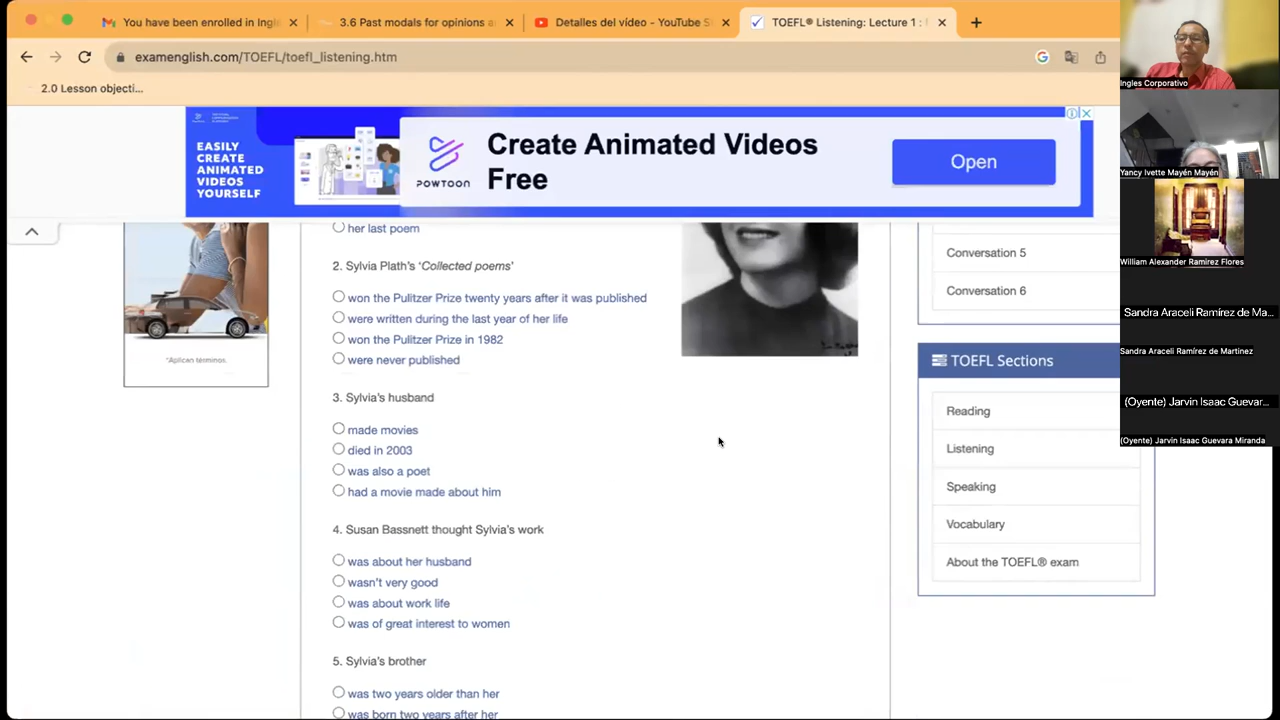 You have been enrolled in Ingle
3.6 Past modals for opinions a
Detalles del vídeo - YouTube S
TOEFL® Listening: Lecture 1 :
examenglish.com/TOEFL/toefl_listening.htm
2.0 Lesson objecti...
EASILY
CREATE
ANIMATED
VIDEOS
YOURSELF
POWTOON
Create Animated Videos
Free
Open
Ingles Corporativo
Yancy Ivette Mayén Mayén
William Alexander Ramirez Flores
Sandra Araceli Ramírez de Ma...
Sandra Araceli Ramírez de Martinez
(Oyente) Jarvin Isaac Guevar...
(Oyente) Jarvin Isaac Guevara Miranda
*Aplican términos.
her last poem
2. Sylvia Plath's 'Collected poems'
won the Pulitzer Prize twenty years after it was published
were written during the last year of her life
won the Pulitzer Prize in 1982
were never published
3. Sylvia's husband
made movies
died in 2003
was also a poet
had a movie made about him
4. Susan Bassnett thought Sylvia's work
was about her husband
wasn't very good
was about work life
was of great interest to women
5. Sylvia's brother
was two years older than her
was born two years after her
Conversation 5
Conversation 6
TOEFL Sections
Reading
Listening
Speaking
Vocabulary
About the TOEFL® exam